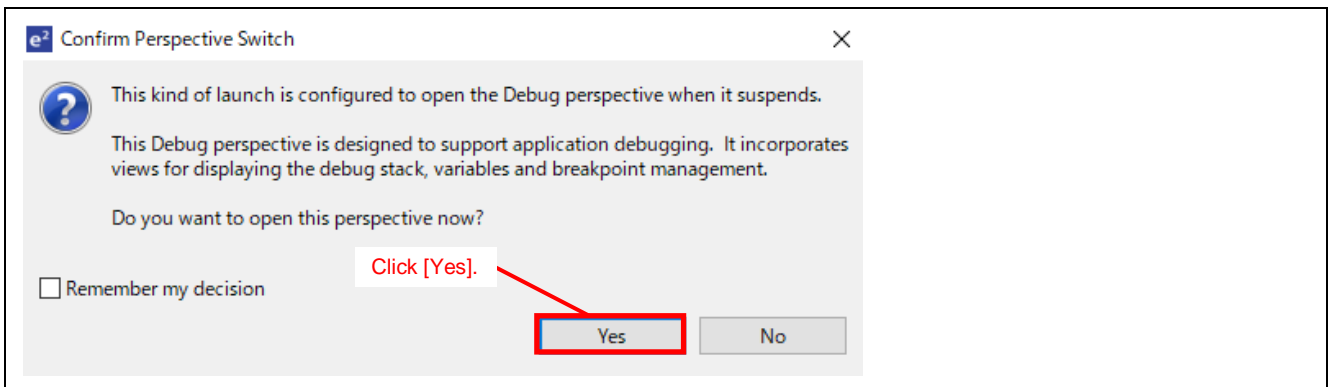 e² Confirm Perspective Switch
This kind of launch is configured to open the Debug perspective when it suspends.
This Debug perspective is designed to support application debugging.  It incorporates
views for displaying the debug stack, variables and breakpoint management.
Do you want to open this perspective now?
Click [Yes].
Remember my decision
Yes No